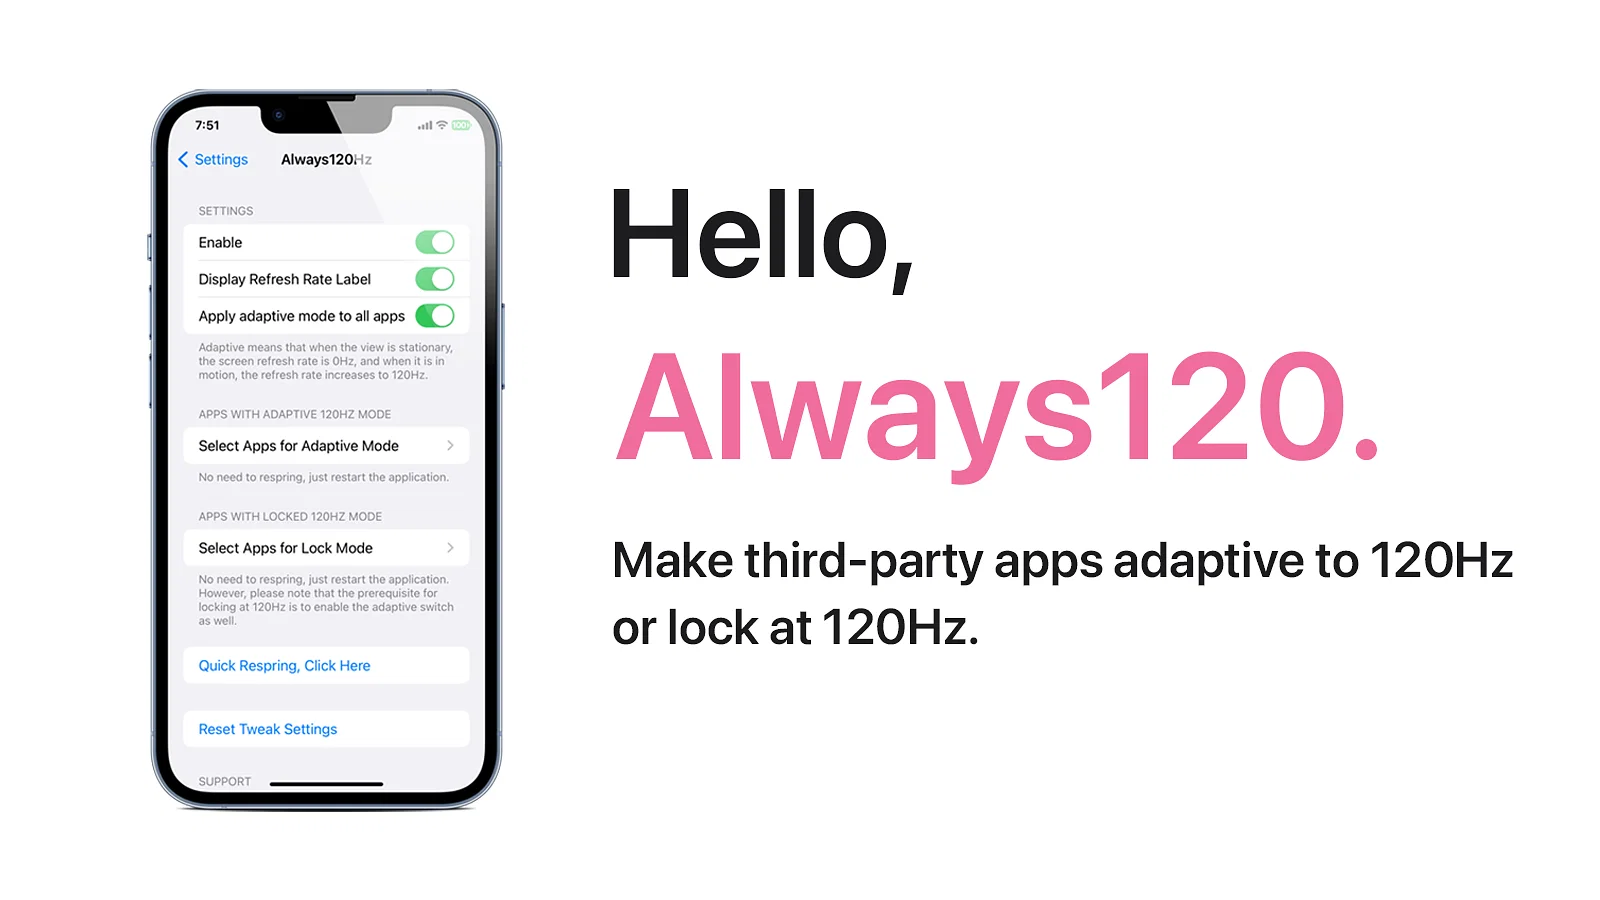 7:51
100+
Settings
Always120Hz
SETTINGS
Enable
Display Refresh Rate Label
Apply adaptive mode to all apps
Adaptive means that when the view is stationary,
the screen refresh rate is 0Hz, and when it is in
motion, the refresh rate increases to 120Hz.
APPS WITH ADAPTIVE 120HZ MODE
Select Apps for Adaptive Mode
No need to respring, just restart the application.
APPS WITH LOCKED 120HZ MODE
Select Apps for Lock Mode
No need to respring, just restart the application.
However, please note that the prerequisite for
locking at 120Hz is to enable the adaptive switch
as well.
Quick Respring, Click Here
Reset Tweak Settings
SUPPORT
Hello,
Always120.
Make third-party apps adaptive to 120Hz
or lock at 120Hz.